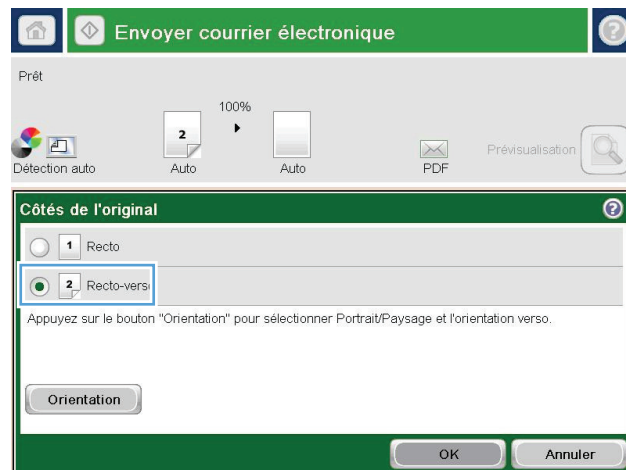 Envoyer courrier électronique
Prêt
100%
2
Détection auto
Auto
Auto
PDF
Prévisualisation
Côtés de l'original
1 Recto
2 Recto-verso
Appuyez sur le bouton "Orientation" pour sélectionner Portrait/Paysage et l'orientation verso.
Orientation
OK
Annuler